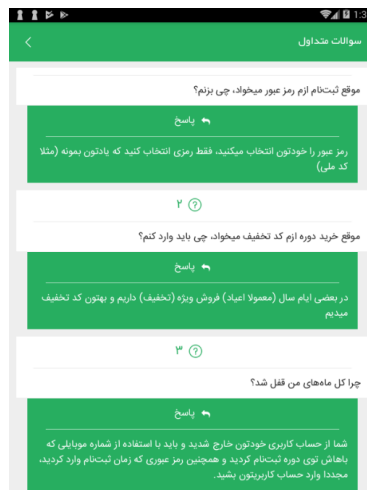 1:3
سوالات متداول
موقع ثبت‌نام ازم رمز عبور میخواد، چی بزنم؟
پاسخ
رمز عبور را خودتون انتخاب میکنید، فقط رمزی انتخاب کنید که یادتون بمونه (مثلا
کد ملی)
۲
موقع خرید دوره ازم کد تخفیف میخواد، چی باید وارد کنم؟
پاسخ
در بعضی ایام سال (معمولا اعیاد) فروش ویژه (تخفیف) داریم و بهتون کد تخفیف
میدیم
۳
چرا کل ماه‌های من قفل شد؟
پاسخ
شما از حساب کاربری خودتون خارج شدید و باید با استفاده از شماره موبایلی که
باهاش توی دوره ثبت‌نام کردید و همچنین رمز عبوری که زمان ثبت‌نام وارد کردید،
مجددا وارد حساب کاربریتون بشید.